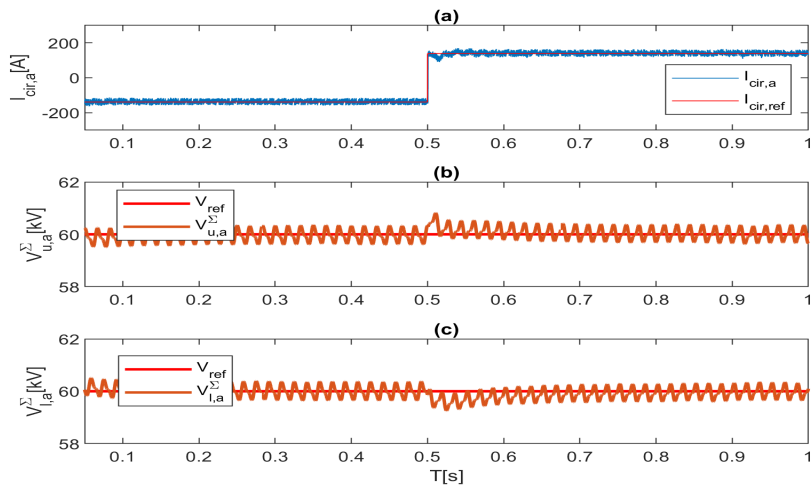 (a)
I_cir,a[A]
200
0
-200
I_cir,a
I_cir,ref
0.1 0.2 0.3 0.4 0.5 0.6 0.7 0.8 0.9 1
(b)
V^Σ_u,a[kV]
62
60
58
V_ref
V^Σ_u,a
0.1 0.2 0.3 0.4 0.5 0.6 0.7 0.8 0.9 1
(c)
V^Σ_l,a[kV]
62
60
58
V_ref
V^Σ_l,a
0.1 0.2 0.3 0.4 0.5 0.6 0.7 0.8 0.9 1
T[s]